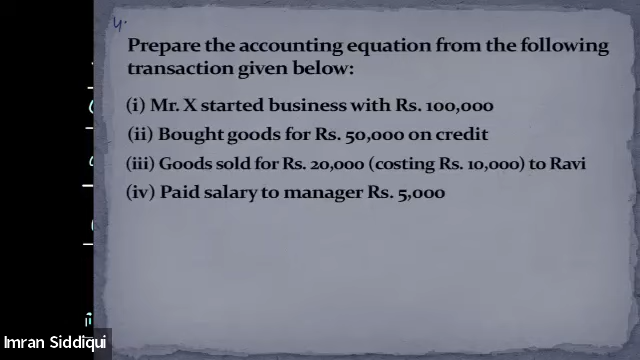 4.
Prepare the accounting equation from the following
transaction given below:
(i) Mr. X started business with Rs. 100,000
(ii) Bought goods for Rs. 50,000 on credit
(iii) Goods sold for Rs. 20,000 (costing Rs. 10,000) to Ravi
(iv) Paid salary to manager Rs. 5,000
Imran Siddiqui